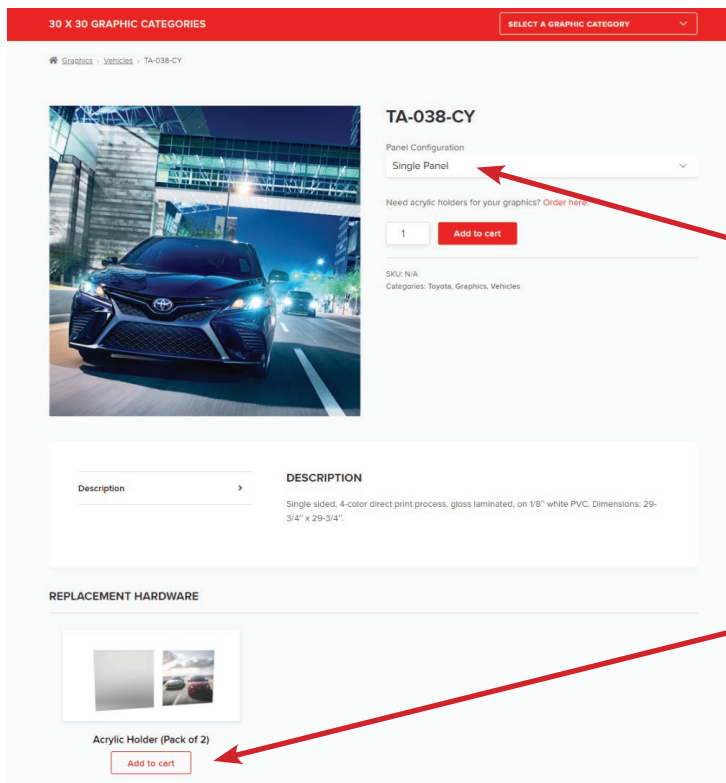 30 X 30 GRAPHIC CATEGORIES
SELECT A GRAPHIC CATEGORY
Graphics › Vehicles › TA-038-CY
TA-038-CY
Panel Configuration
Single Panel
Need acrylic holders for your graphics? Order here.
1
Add to cart
SKU: N/A
Categories: Toyota, Graphics, Vehicles
Description
DESCRIPTION
Single sided, 4-color direct print process, gloss laminated, on 1/8" white PVC. Dimensions: 29-
3/4" x 29-3/4".
REPLACEMENT HARDWARE
Acrylic Holder (Pack of 2)
Add to cart